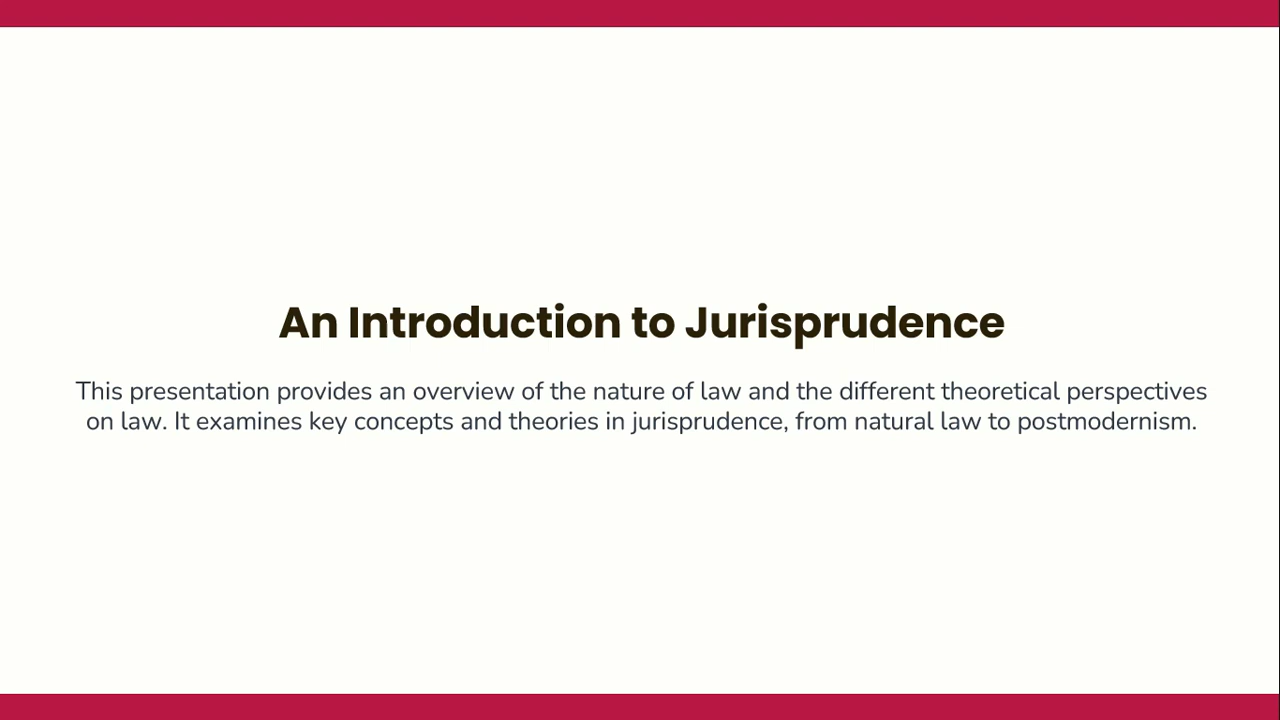 An Introduction to Jurisprudence
This presentation provides an overview of the nature of law and the different theoretical perspectives
on law. It examines key concepts and theories in jurisprudence, from natural law to postmodernism.